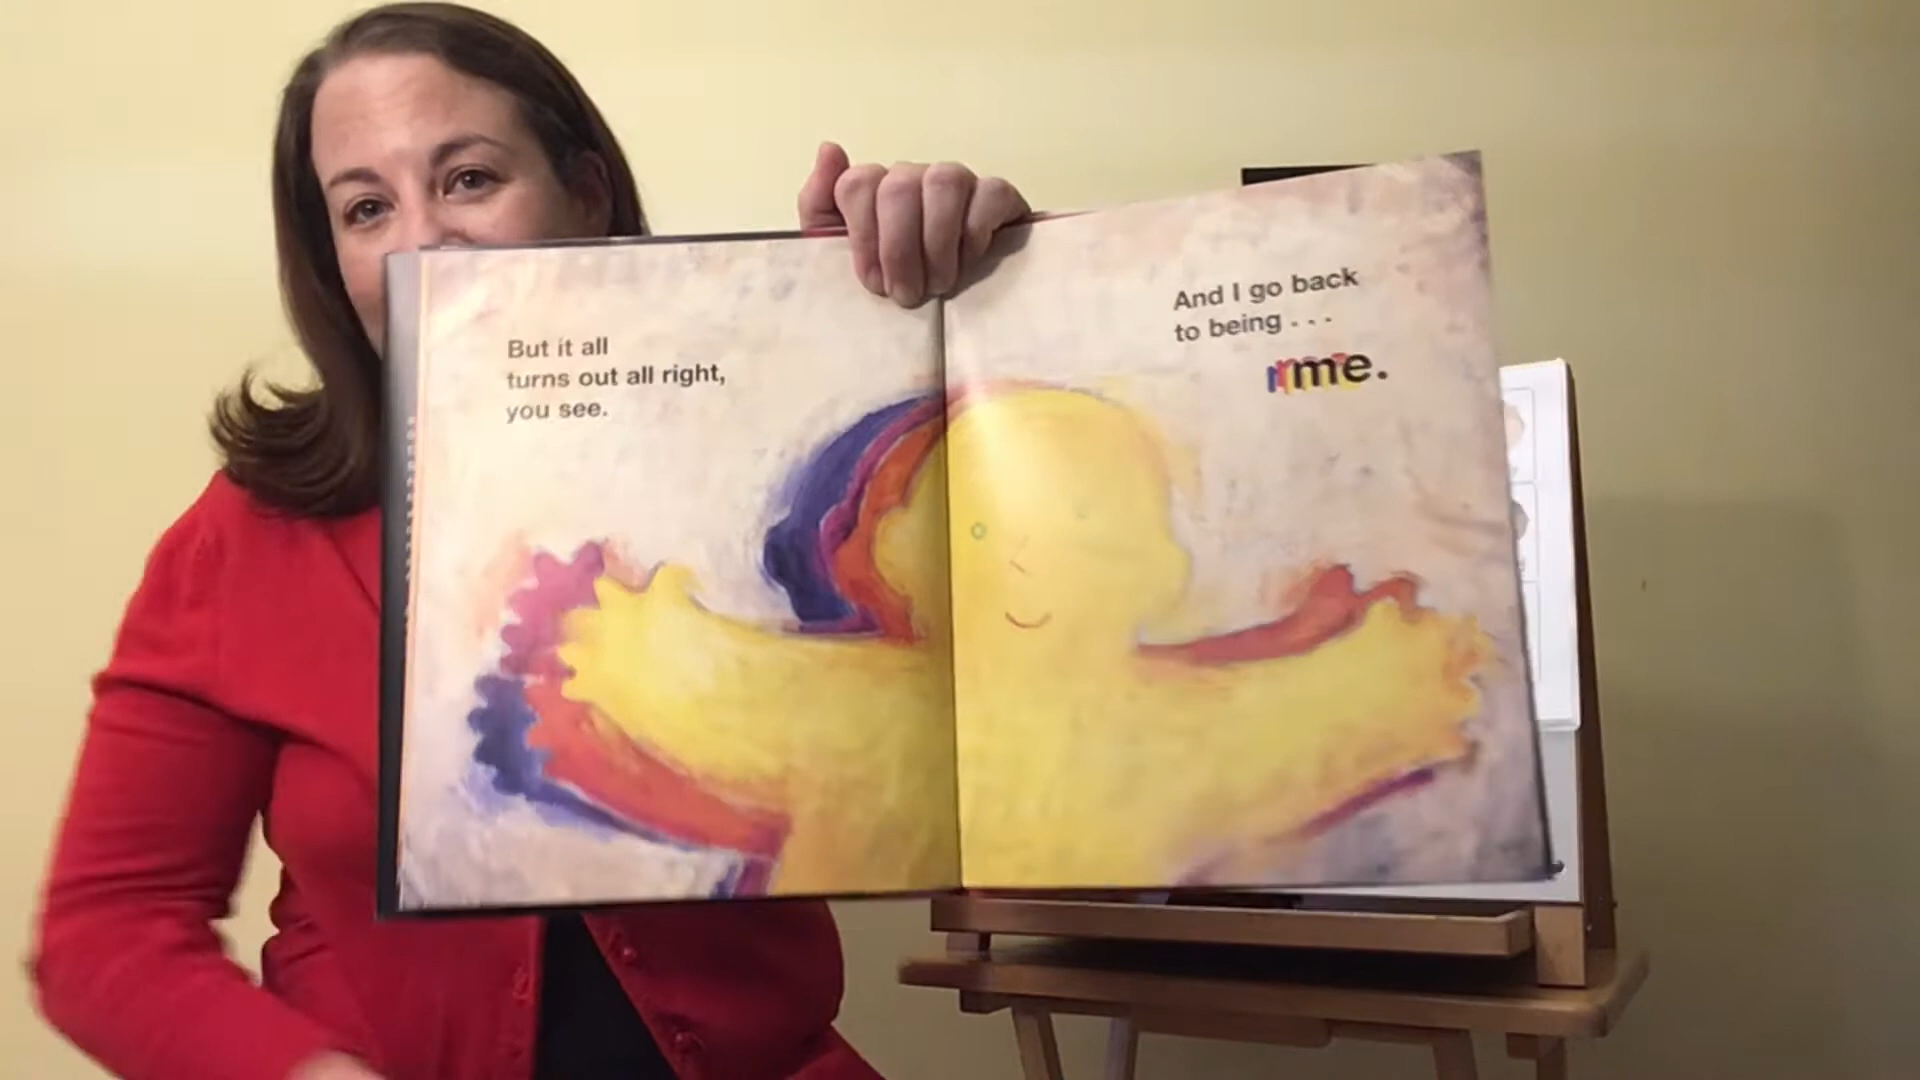 But it all
turns out all right,
you see.
And I go back
to being . . .
me.